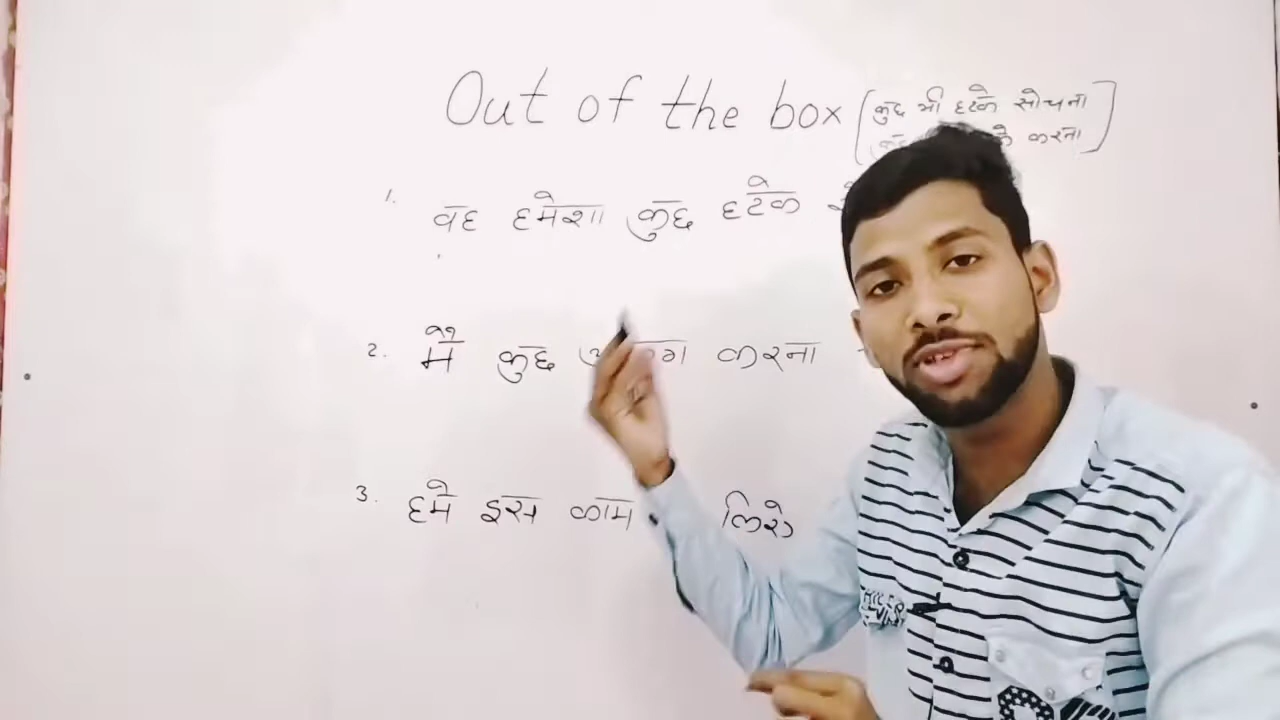 Out of the box [कुछ भी हटके सोचना
करना]
1. वह हमेशा कुछ हटके
2. मैं कुछ करना
3. हमे इस काम लिये